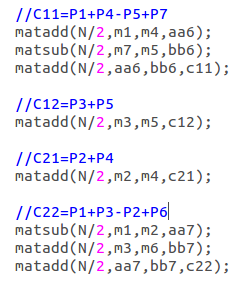 //C11=P1+P4-P5+P7
matadd(N/2,m1,m4,aa6);
matsub(N/2,m7,m5,bb6);
matadd(N/2,aa6,bb6,c11);
//C12=P3+P5
matadd(N/2,m3,m5,c12);
//C21=P2+P4
matadd(N/2,m2,m4,c21);
//C22=P1+P3-P2+P6
matsub(N/2,m1,m2,aa7);
matadd(N/2,m3,m6,bb7);
matadd(N/2,aa7,bb7,c22);